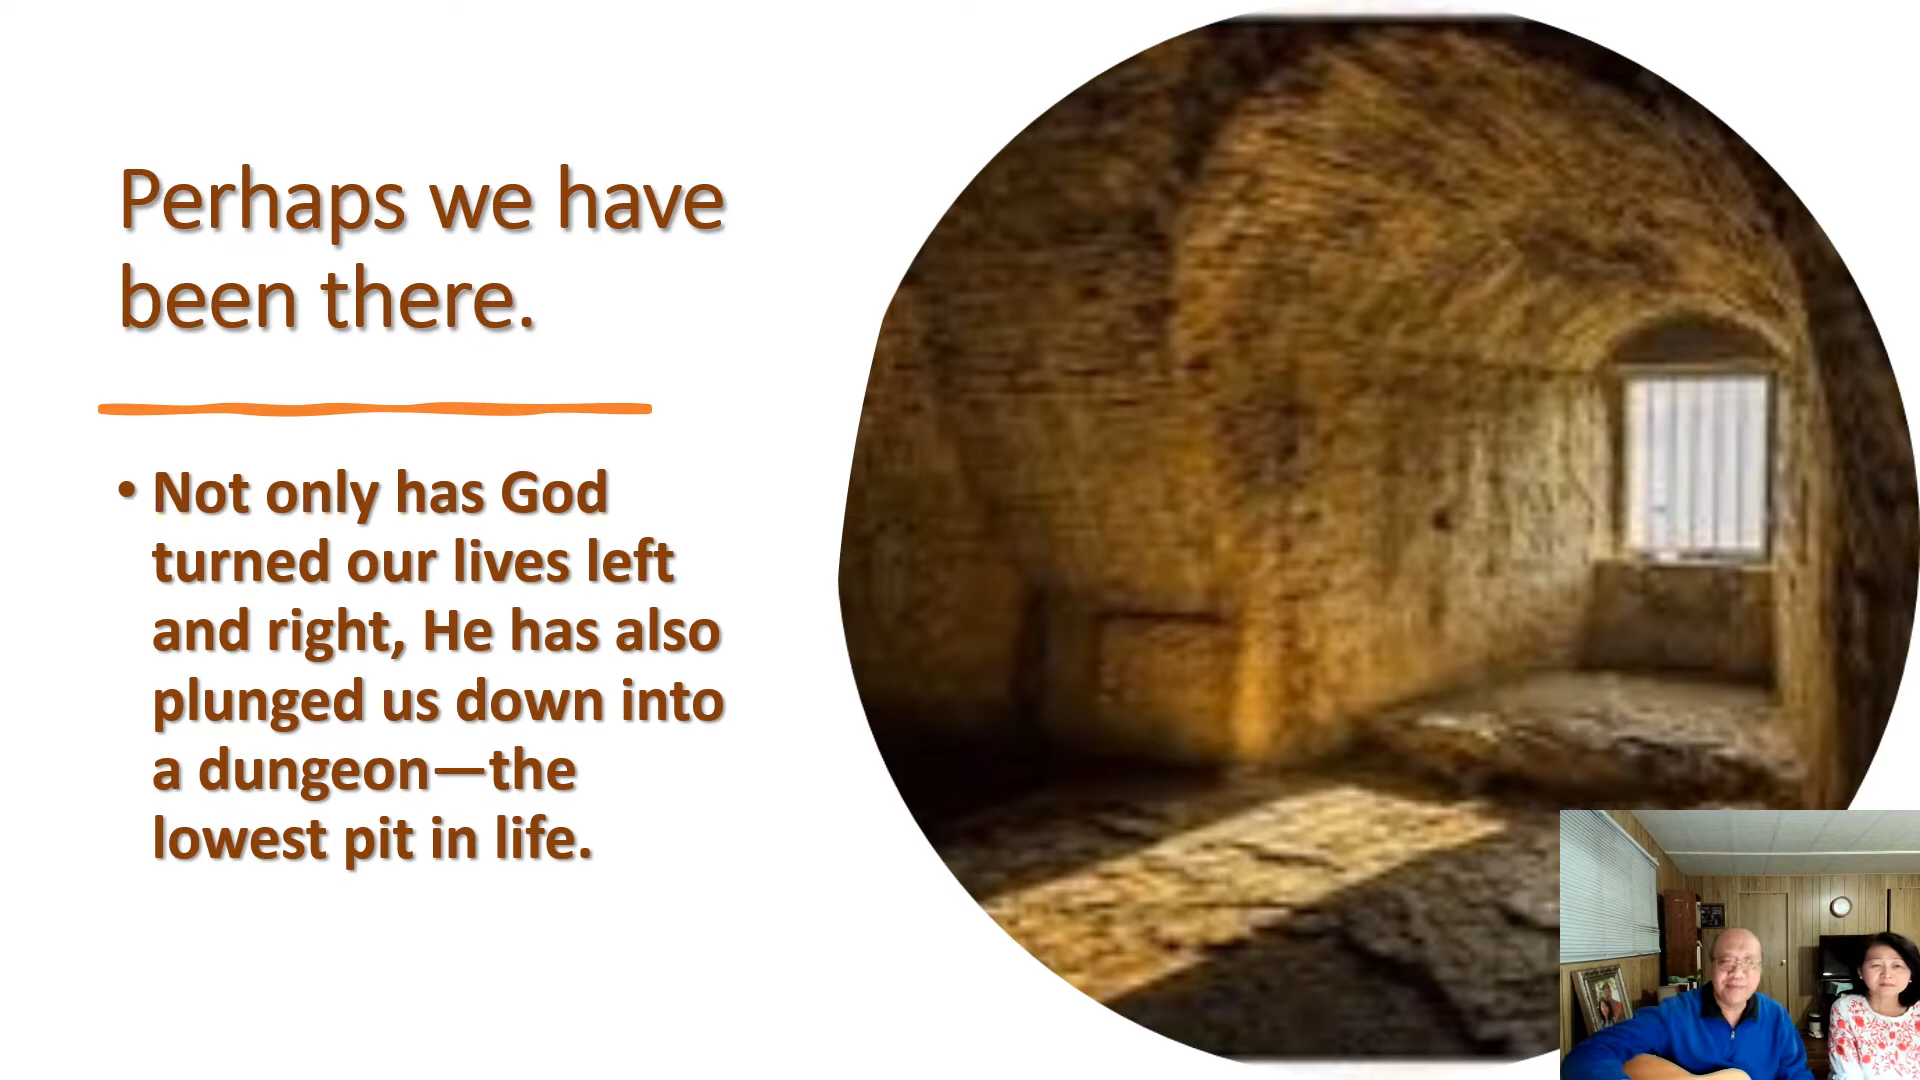 Perhaps we have
been there.
• Not only has God
turned our lives left
and right, He has also
plunged us down into
a dungeon—the
lowest pit in life.